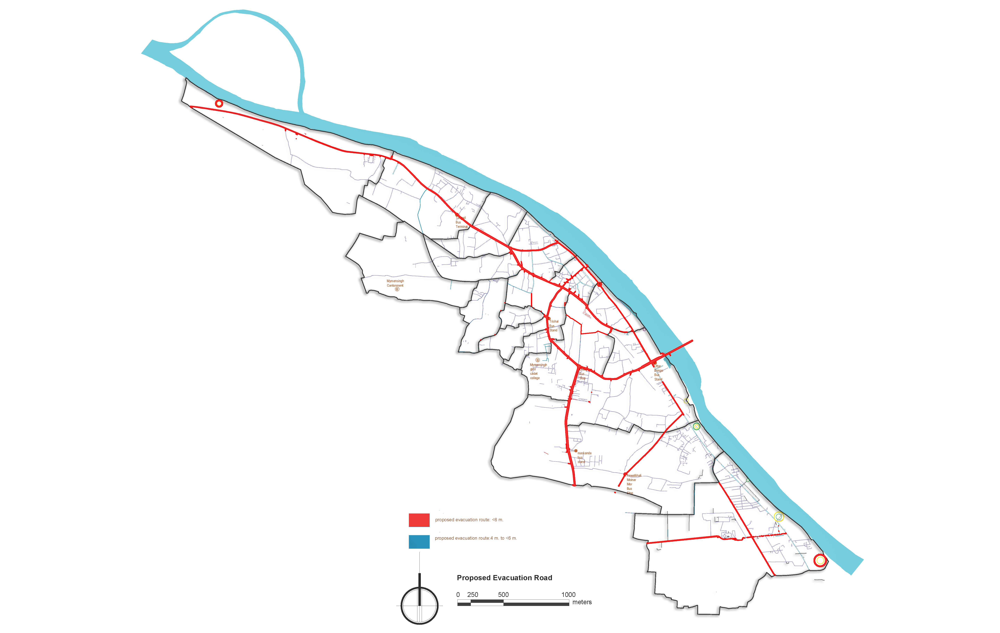 Bus
Terminal
Mymensingh
Cantonment
H
Trishal
Bus
Stand
H
Mymensingh
girls
cadet
college
Bus
Stop
Uttar
Bongo
Bus
Stand
maskanda
bus
stand
Kewatkhali
Moinar
Mor
Bus
Stop
proposed evacuation route: <6 m.
proposed evacuation route:4 m. to <6 m.
Proposed Evacuation Road
0 250 500 1000
meters